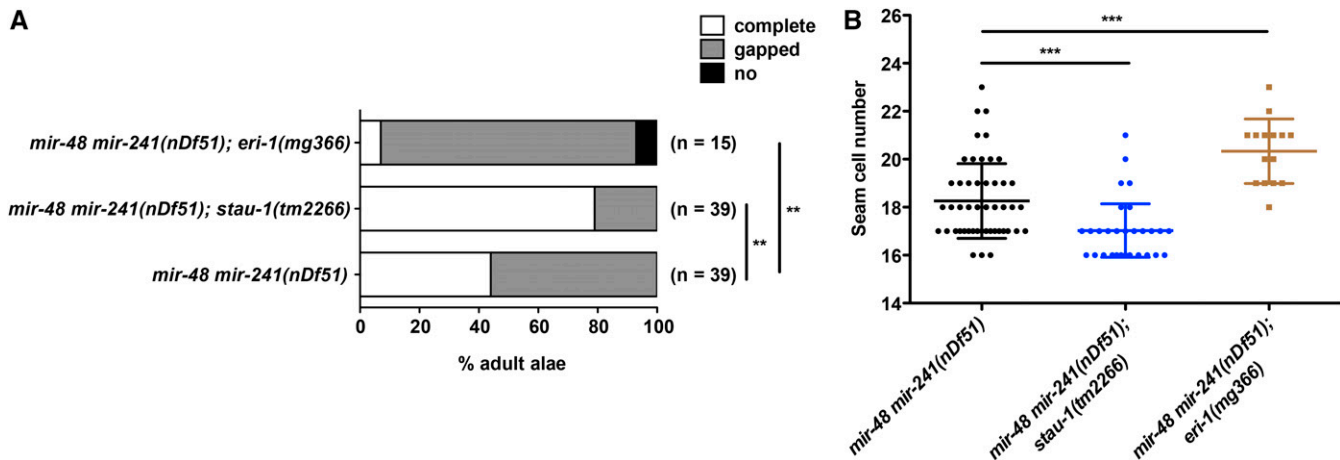 A
complete
gapped
no
mir-48 mir-241(nDf51); eri-1(mg366)
(n = 15)
mir-48 mir-241(nDf51); stau-1(tm2266)
(n = 39)
**
**
mir-48 mir-241(nDf51)
(n = 39)
0 20 40 60 80 100
% adult alae
B
26
24
22
20
18
16
14
Seam cell number
***
***
mir-48 mir-241(nDf51)
mir-48 mir-241(nDf51);
stau-1(tm2266)
mir-48 mir-241(nDf51);
eri-1(mg366)